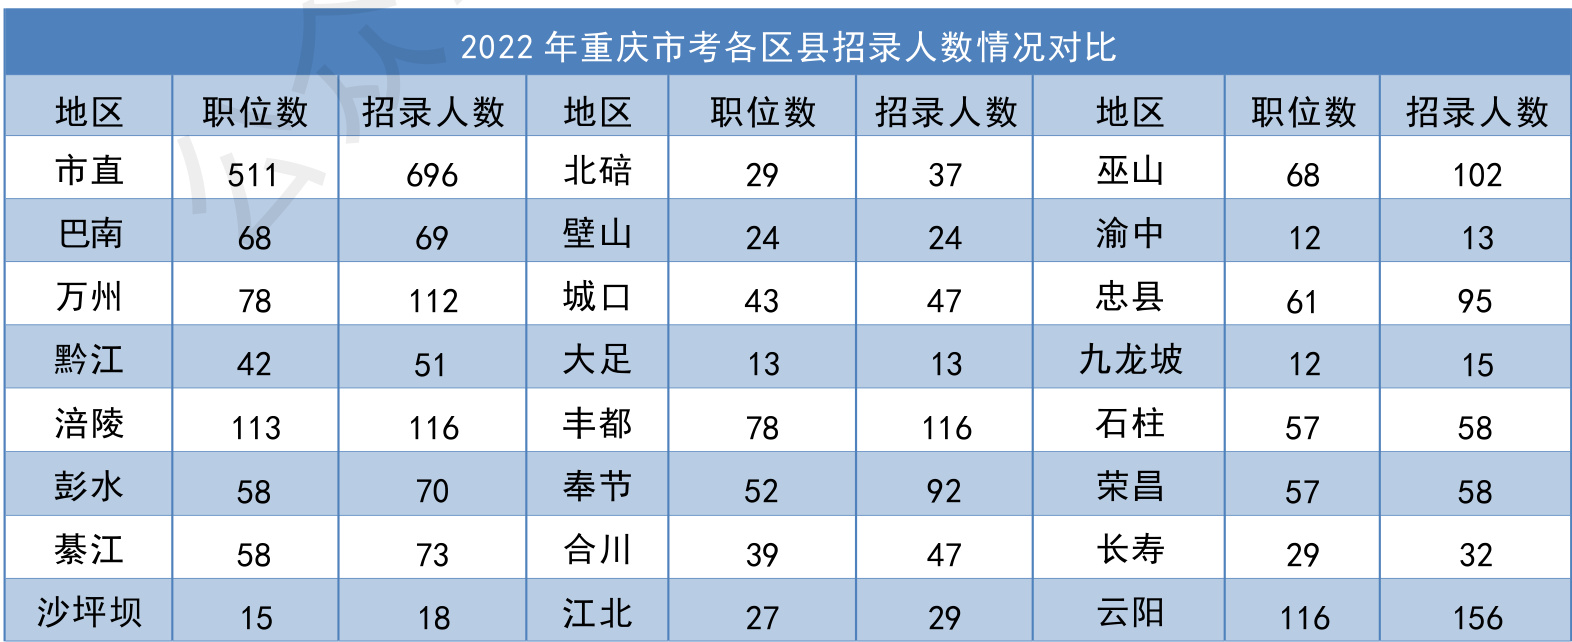 2022 年重庆市考各区县招录人数情况对比
地区 职位数 招录人数 地区 职位数 招录人数 地区 职位数 招录人数
市直 511 696 北碚 29 37 巫山 68 102
巴南 68 69 壁山 24 24 渝中 12 13
万州 78 112 城口 43 47 忠县 61 95
黔江 42 51 大足 13 13 九龙坡 12 15
涪陵 113 116 丰都 78 116 石柱 57 58
彭水 58 70 奉节 52 92 荣昌 57 58
綦江 58 73 合川 39 47 长寿 29 32
沙坪坝 15 18 江北 27 29 云阳 116 156
公众